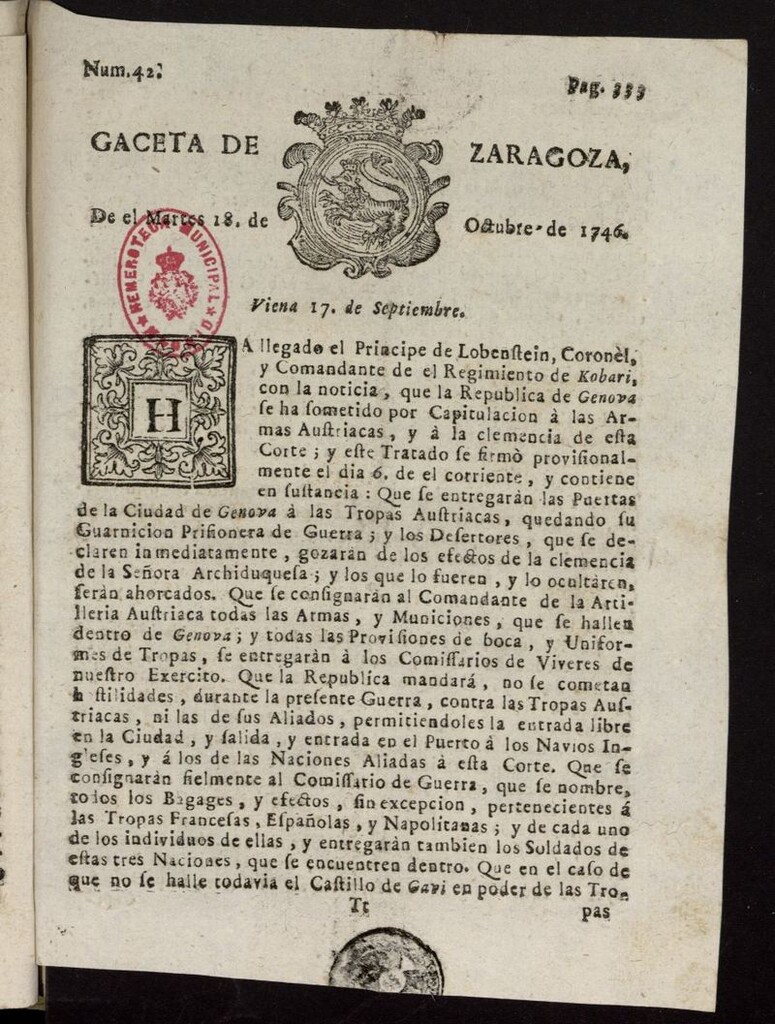 Num.42.
Pag. 333
GACETA DE ZARAGOZA,
De el Martes 18. de Octubre de 1746.
HEMEROTECA MUNICIPAL
Viena 17. de Septiembre.
HA llegado el Principe de Lobenſtein, Coronèl,
y Comandante de el Regimiento de Kobari,
con la noticia, que la Republica de Genova
ſe ha ſometido por Capitulacion à las Ar-
mas Auſtriacas, y à la clemencia de eſta
Corte; y eſte Tratado ſe firmò proviſional-
mente el dia 6. de el corriente, y contiene
en ſuſtancia: Que ſe entregaràn las Puertas
de la Ciudad de Genova à las Tropas Auſtriacas, quedando ſu
Guarnicion Priſionera de Guerra; y los Deſertores, que ſe de-
claren inmediatamente, gozaràn de los efectos de la clemencia
de la Señora Archiduqueſa; y los que lo fueren, y lo ocultàren,
ſeràn ahorcados. Que ſe conſignaràn al Comandante de la Arti-
lleria Auſtriaca todas las Armas, y Municiones, que ſe hallen
dentro de Genova; y todas las Proviſiones de boca, y Unifor-
mes de Tropas, ſe entregaràn à los Comiſſarios de Viveres de
nueſtro Exercito. Que la Republica mandará, no ſe cometan
hoſtilidades, durante la preſente Guerra, contra las Tropas Auſ-
triacas, ni las de ſus Aliados, permitiendoles la entrada libre
en la Ciudad, y ſalida, y entrada en el Puerto à los Navios In-
gleſes, y á los de las Naciones Aliadas à eſta Corte. Que ſe
conſignaràn fielmente al Comiſſario de Guerra, que ſe nombre,
todos los Bagages, y efectos, ſin excepcion, pertenecientes á
las Tropas Franceſas, Eſpañolas, y Napolitanas; y de cada uno
de los individuos de ellas, y entregaràn tambien los Soldados de
eſtas tres Naciones, que ſe encuentren dentro. Que en el caſo de
que no ſe halle todavia el Caſtillo de Gavi en poder de las Tro-
Tt pas